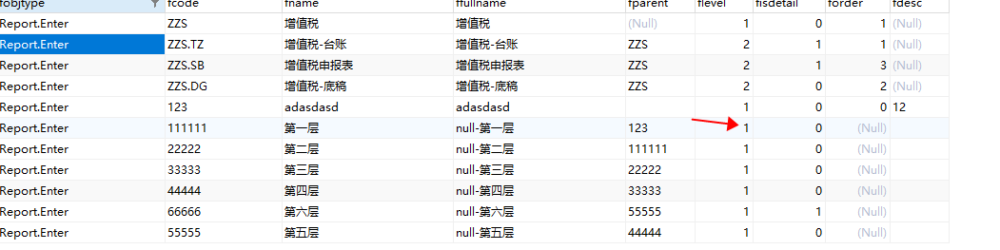 fobjtype fcode fname ffullname fparent flevel fisdetail forder fdesc
Report.Enter ZZS 增值税 增值税 (Null) 1 0 1 (Null)
Report.Enter ZZS.TZ 增值税-台账 增值税-台账 ZZS 2 1 1 (Null)
Report.Enter ZZS.SB 增值税申报表 增值税申报表 ZZS 2 1 3 (Null)
Report.Enter ZZS.DG 增值税-底稿 增值税-底稿 ZZS 2 0 2 (Null)
Report.Enter 123 adasdasd adasdasd 1 0 0 12
Report.Enter 111111 第一层 null-第一层 123 1 0 (Null)
Report.Enter 22222 第二层 null-第二层 111111 1 0 (Null)
Report.Enter 33333 第三层 null-第三层 22222 1 0 (Null)
Report.Enter 44444 第四层 null-第四层 33333 1 0 (Null)
Report.Enter 66666 第六层 null-第六层 55555 1 1 (Null)
Report.Enter 55555 第五层 null-第五层 44444 1 0 (Null)